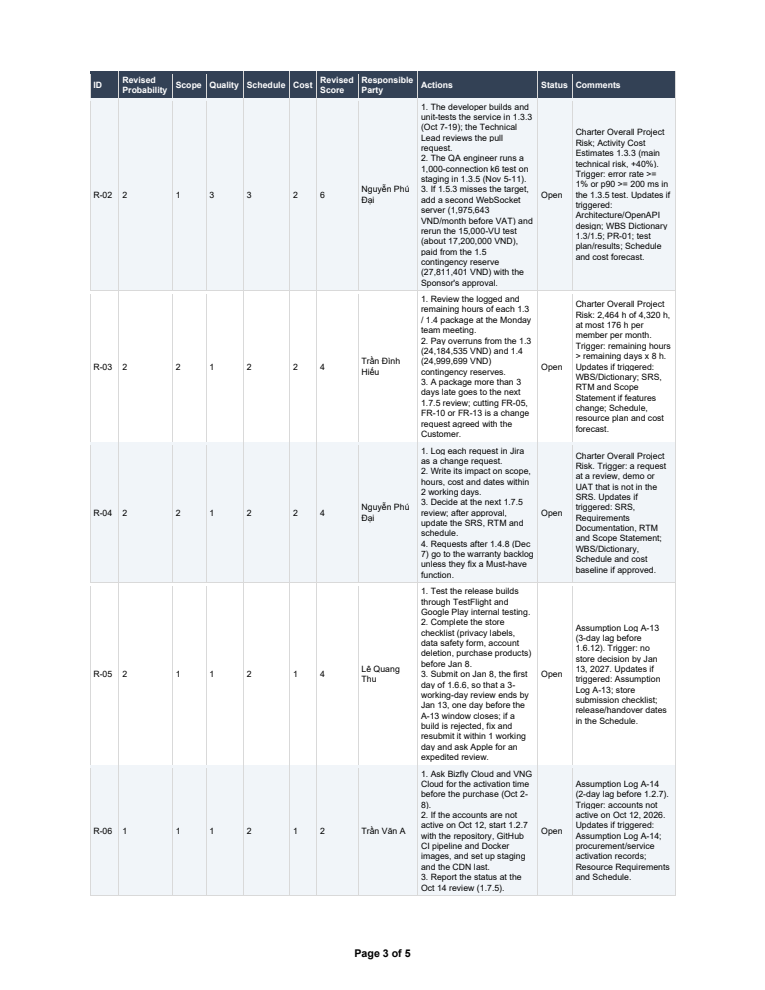 ID
Revised
Probability
Scope
Quality
Schedule
Cost
Revised
Score
Responsible
Party
Actions
Status
Comments
R-02
2
1
3
3
2
6
Nguyễn Phú
Đại
1. The developer builds and
unit-tests the service in 1.3.3
(Oct 7-19); the Technical
Lead reviews the pull
request.
2. The QA engineer runs a
1,000-connection k6 test on
staging in 1.3.5 (Nov 5-11).
3. If 1.5.3 misses the target,
add a second WebSocket
server (1,975,643
VND/month before VAT) and
rerun the 15,000-VU test
(about 17,200,000 VND),
paid from the 1.5
contingency reserve
(27,811,401 VND) with the
Sponsor's approval.
Open
Charter Overall Project
Risk; Activity Cost
Estimates 1.3.3 (main
technical risk, +40%).
Trigger: error rate >=
1% or p90 >= 200 ms in
the 1.3.5 test. Updates if
triggered:
Architecture/OpenAPI
design; WBS Dictionary
1.3/1.5; PR-01; test
plan/results; Schedule
and cost forecast.
R-03
2
2
1
2
2
4
Trần Đình
Hiếu
1. Review the logged and
remaining hours of each 1.3
/ 1.4 package at the Monday
team meeting.
2. Pay overruns from the 1.3
(24,184,535 VND) and 1.4
(24,999,699 VND)
contingency reserves.
3. A package more than 3
days late goes to the next
1.7.5 review; cutting FR-05,
FR-10 or FR-13 is a change
request agreed with the
Customer.
Open
Charter Overall Project
Risk: 2,464 h of 4,320 h,
at most 176 h per
member per month.
Trigger: remaining hours
> remaining days x 8 h.
Updates if triggered:
WBS/Dictionary; SRS,
RTM and Scope
Statement if features
change; Schedule,
resource plan and cost
forecast.
R-04
2
2
1
2
2
4
Nguyễn Phú
Đại
1. Log each request in Jira
as a change request.
2. Write its impact on scope,
hours, cost and dates within
2 working days.
3. Decide at the next 1.7.5
review; after approval,
update the SRS, RTM and
schedule.
4. Requests after 1.4.8 (Dec
7) go to the warranty backlog
unless they fix a Must-have
function.
Open
Charter Overall Project
Risk. Trigger: a request
at a review, demo or
UAT that is not in the
SRS. Updates if
triggered: SRS,
Requirements
Documentation, RTM
and Scope Statement;
WBS/Dictionary,
Schedule and cost
baseline if approved.
R-05
2
1
1
2
1
4
Lê Quang
Thu
1. Test the release builds
through TestFlight and
Google Play internal testing.
2. Complete the store
checklist (privacy labels,
data safety form, account
deletion, purchase products)
before Jan 8.
3. Submit on Jan 8, the first
day of 1.6.6, so that a 3-
working-day review ends by
Jan 13, one day before the
A-13 window closes; if a
build is rejected, fix and
resubmit it within 1 working
day and ask Apple for an
expedited review.
Open
Assumption Log A-13
(3-day lag before
1.6.12). Trigger: no
store decision by Jan
13, 2027. Updates if
triggered: Assumption
Log A-13; store
submission checklist;
release/handover dates
in the Schedule.
R-06
1
1
1
2
1
2
Trần Văn A
1. Ask Bizfly Cloud and VNG
Cloud for the activation time
before the purchase (Oct 2-
8).
2. If the accounts are not
active on Oct 12, start 1.2.7
with the repository, GitHub
CI pipeline and Docker
images, and set up staging
and the CDN last.
3. Report the status at the
Oct 14 review (1.7.5).
Open
Assumption Log A-14
(2-day lag before 1.2.7).
Trigger: accounts not
active on Oct 12, 2026.
Updates if triggered:
Assumption Log A-14;
procurement/service
activation records;
Resource Requirements
and Schedule.
Page 3 of 5